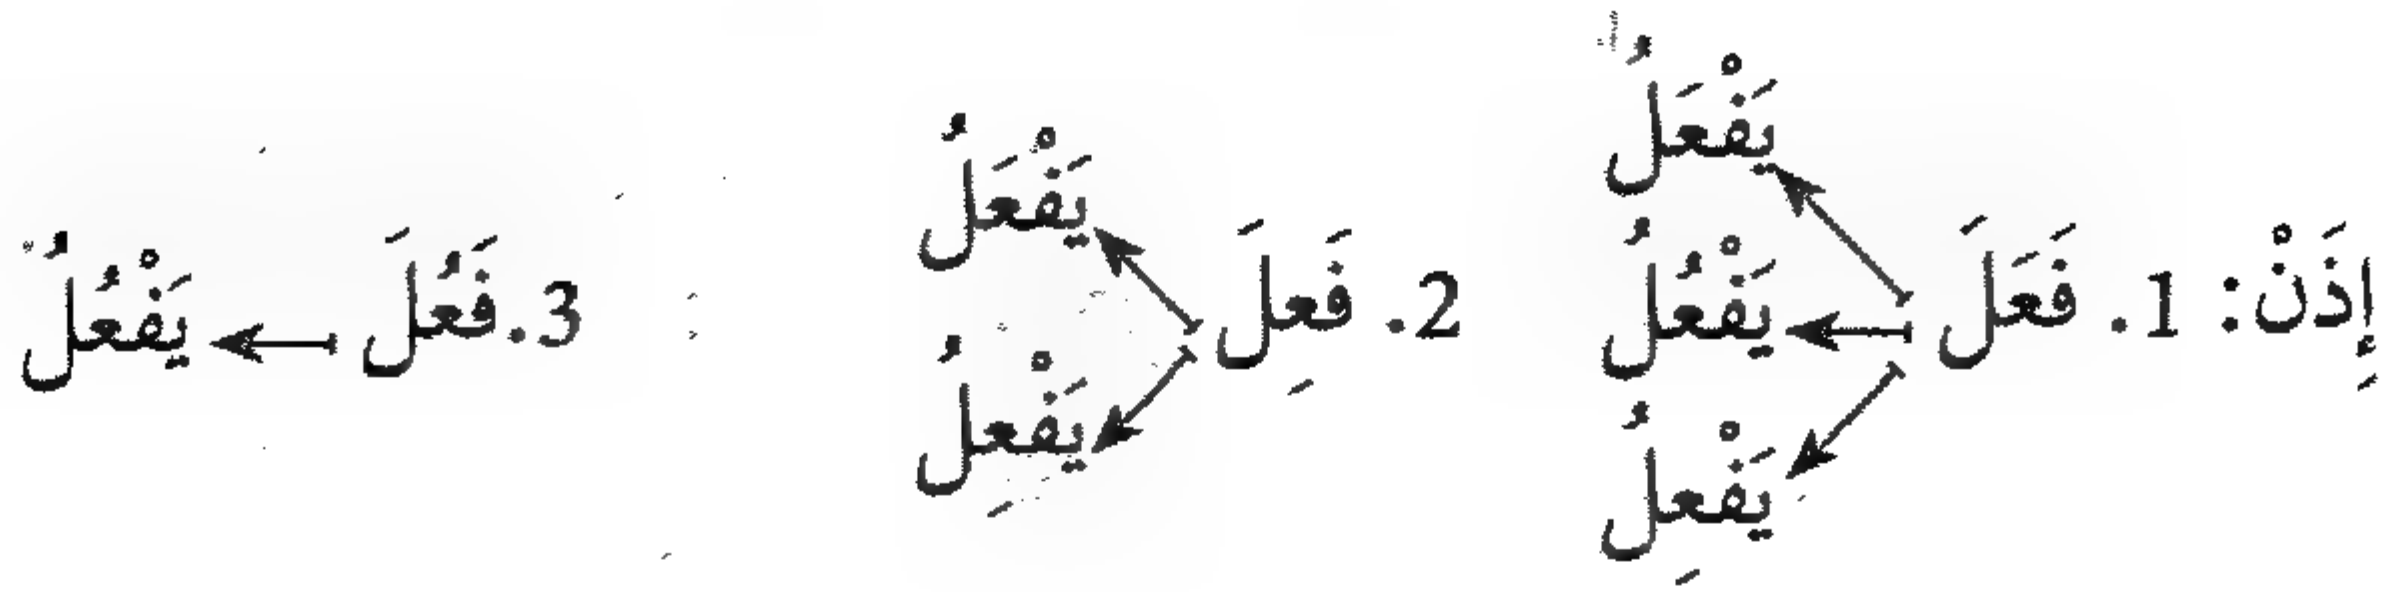 إِذَنْ: 1. فَعَلَ
يَفْعَلُ
يَفْعُلُ
يَفْعِلُ
2. فَعِلَ
يَفْعَلُ
يَفْعِلُ
3. فَعُلَ
يَفْعُلُ